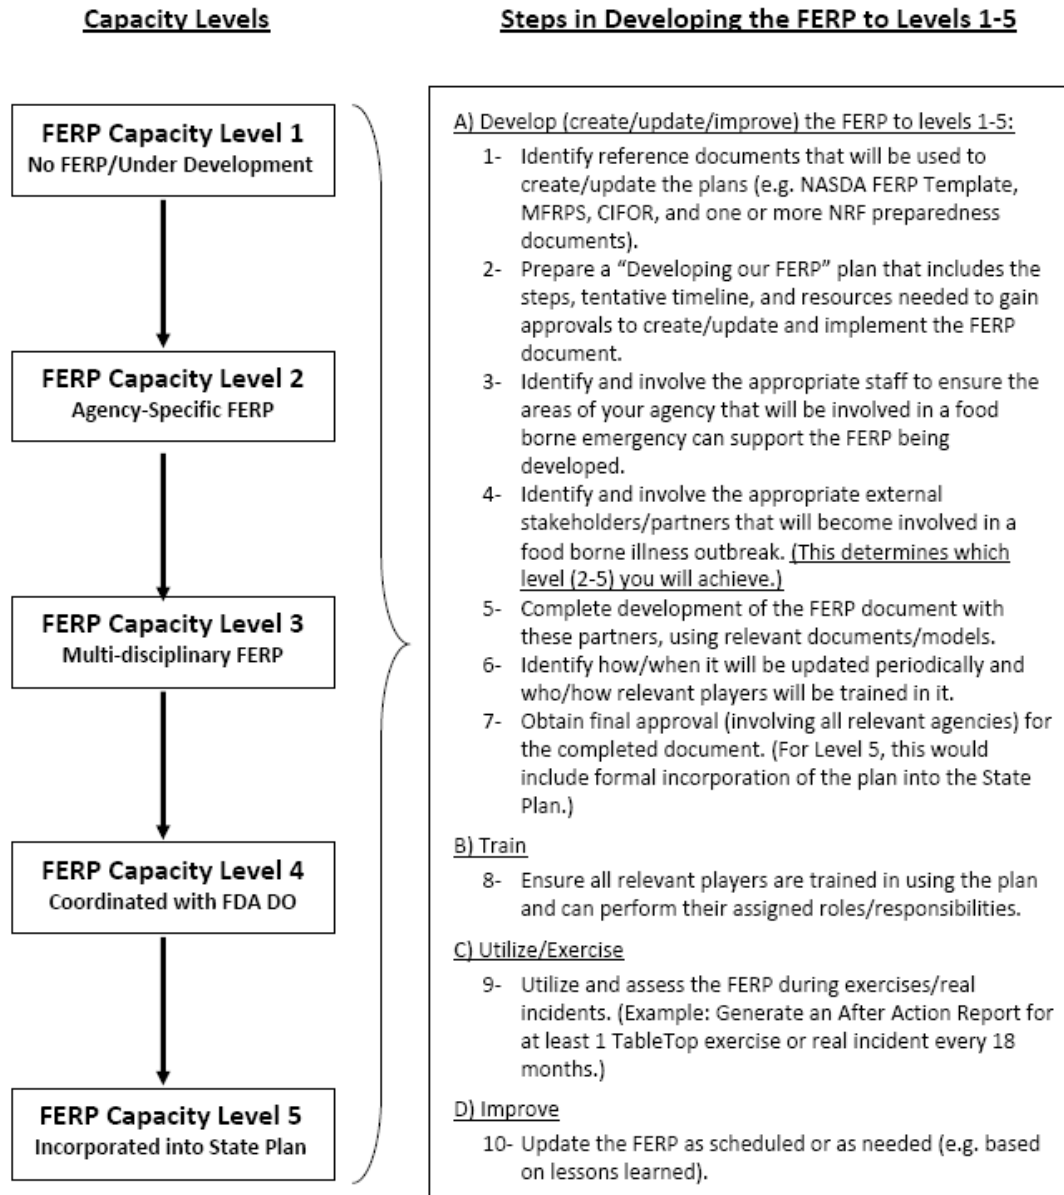 Capacity Levels
Steps in Developing the FERP to Levels 1-5
FERP Capacity Level 1
No FERP/Under Development
FERP Capacity Level 2
Agency-Specific FERP
FERP Capacity Level 3
Multi-disciplinary FERP
FERP Capacity Level 4
Coordinated with FDA DO
FERP Capacity Level 5
Incorporated into State Plan
A) Develop (create/update/improve) the FERP to levels 1-5:
1- Identify reference documents that will be used to
create/update the plans (e.g. NASDA FERP Template,
MFRPS, CIFOR, and one or more NRF preparedness
documents).
2- Prepare a “Developing our FERP” plan that includes the
steps, tentative timeline, and resources needed to gain
approvals to create/update and implement the FERP
document.
3- Identify and involve the appropriate staff to ensure the
areas of your agency that will be involved in a food
borne emergency can support the FERP being
developed.
4- Identify and involve the appropriate external
stakeholders/partners that will become involved in a
food borne illness outbreak. (This determines which
level (2-5) you will achieve.)
5- Complete development of the FERP document with
these partners, using relevant documents/models.
6- Identify how/when it will be updated periodically and
who/how relevant players will be trained in it.
7- Obtain final approval (involving all relevant agencies) for
the completed document. (For Level 5, this would
include formal incorporation of the plan into the State
Plan.)
B) Train
8- Ensure all relevant players are trained in using the plan
and can perform their assigned roles/responsibilities.
C) Utilize/Exercise
9- Utilize and assess the FERP during exercises/real
incidents. (Example: Generate an After Action Report for
at least 1 TableTop exercise or real incident every 18
months.)
D) Improve
10- Update the FERP as scheduled or as needed (e.g. based
on lessons learned).